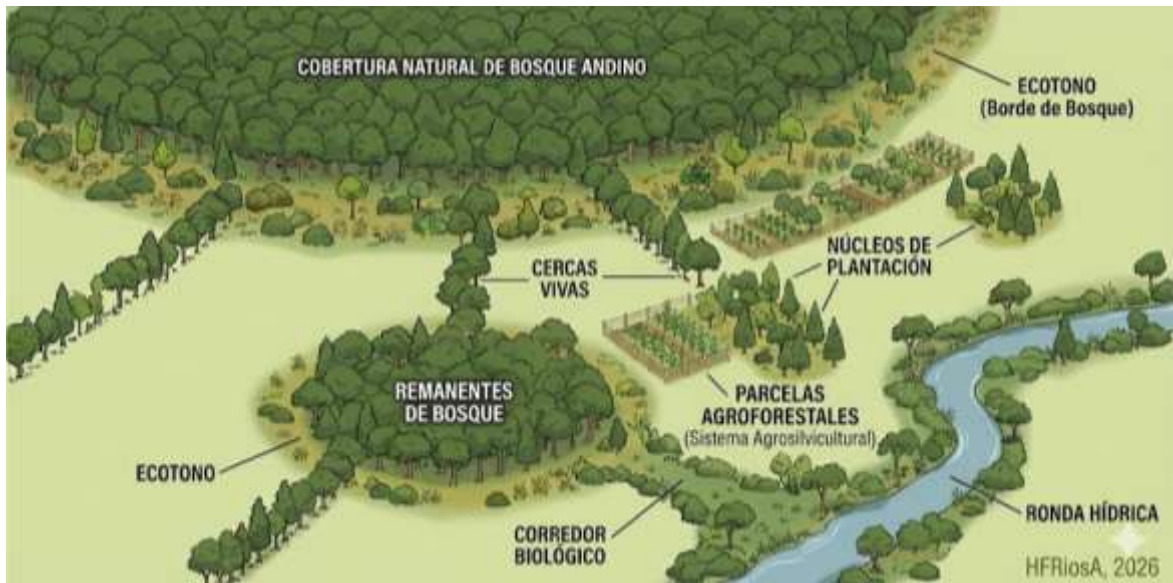 COBERTURA NATURAL DE BOSQUE ANDINO
ECOTONO
(Borde de Bosque)
CERCAS
VIVAS
NÚCLEOS DE
PLANTACIÓN
REMANENTES
DE BOSQUE
PARCELAS
AGROFORESTALES
(Sistema Agrosilvicultural)
ECOTONO
CORREDOR
BIOLÓGICO
RONDA HÍDRICA
HFRiosA, 2026